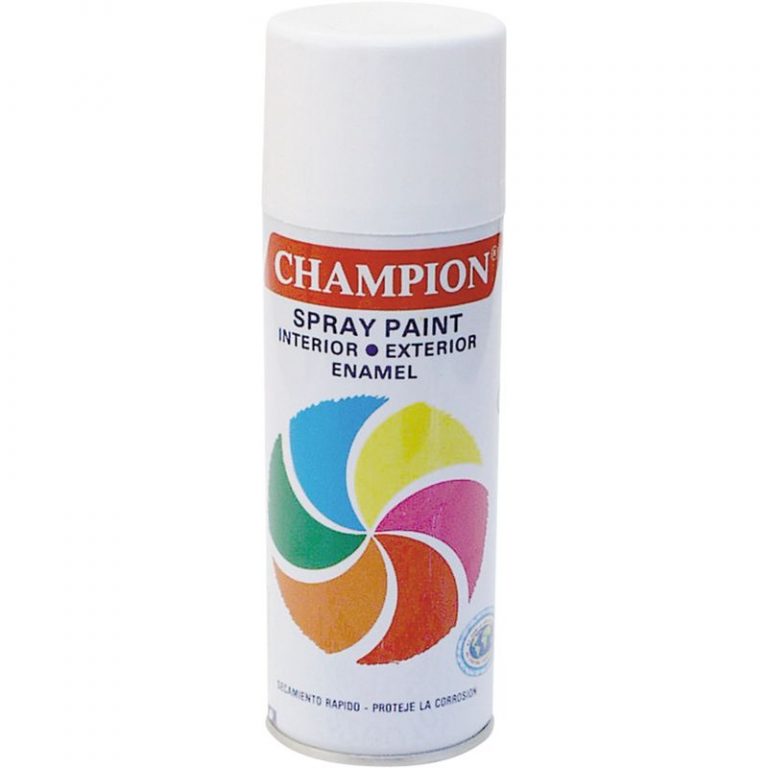 CHAMPION®
SPRAY PAINT
INTERIOR • EXTERIOR
ENAMEL
SECAMIENTO RAPIDO - PROTEJE LA CORROSION